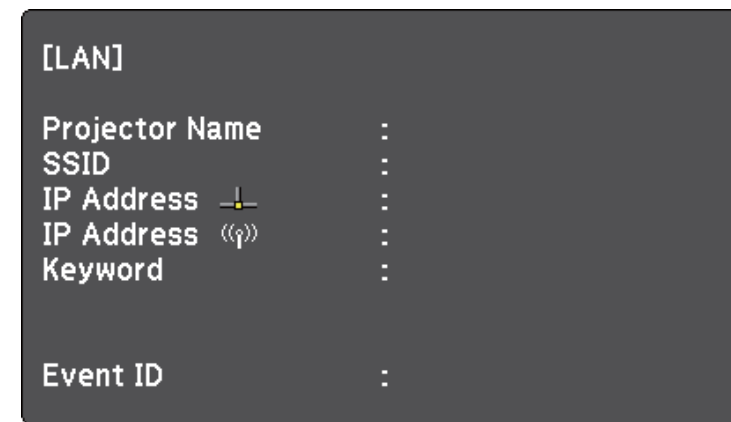 [LAN]
Projector Name :
SSID :
IP Address :
IP Address :
Keyword :
Event ID :